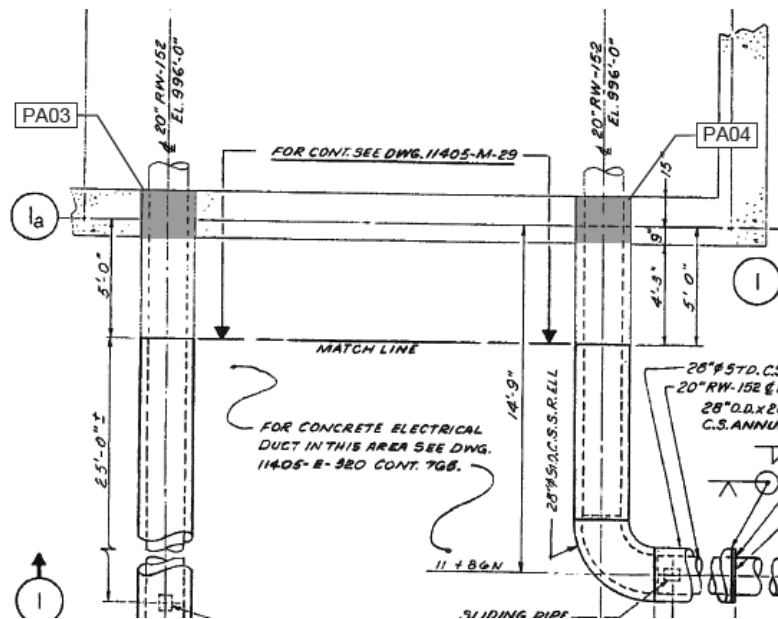 ₵ 20" RW-152
EL. 996'-0"
₵ 20" RW-152
EL. 996'-0"
PA03
PA04
FOR CONT. SEE DWG. 11405-M-29
15"
Ia
9"
5'-0"
4'-3"
5'0"
I
MATCH LINE
28"ø STD. C.S
20" RW-152 ₵
28" O.D. x 2
C.S. ANNU
14'-9"
28"ø STD. C.S. S.R. ELL
FOR CONCRETE ELECTRICAL
DUCT IN THIS AREA SEE DWG.
11405-E-320 CONT. 768.
25'-0" ±
11 + 86N
I
SLIDING PIPE